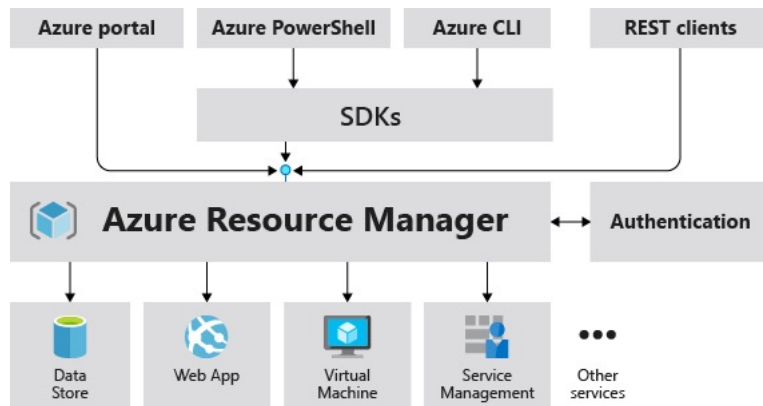 Azure portal
Azure PowerShell
Azure CLI
REST clients
SDKs
Azure Resource Manager
Authentication
Data
Store
Web App
Virtual
Machine
Service
Management
Other
services